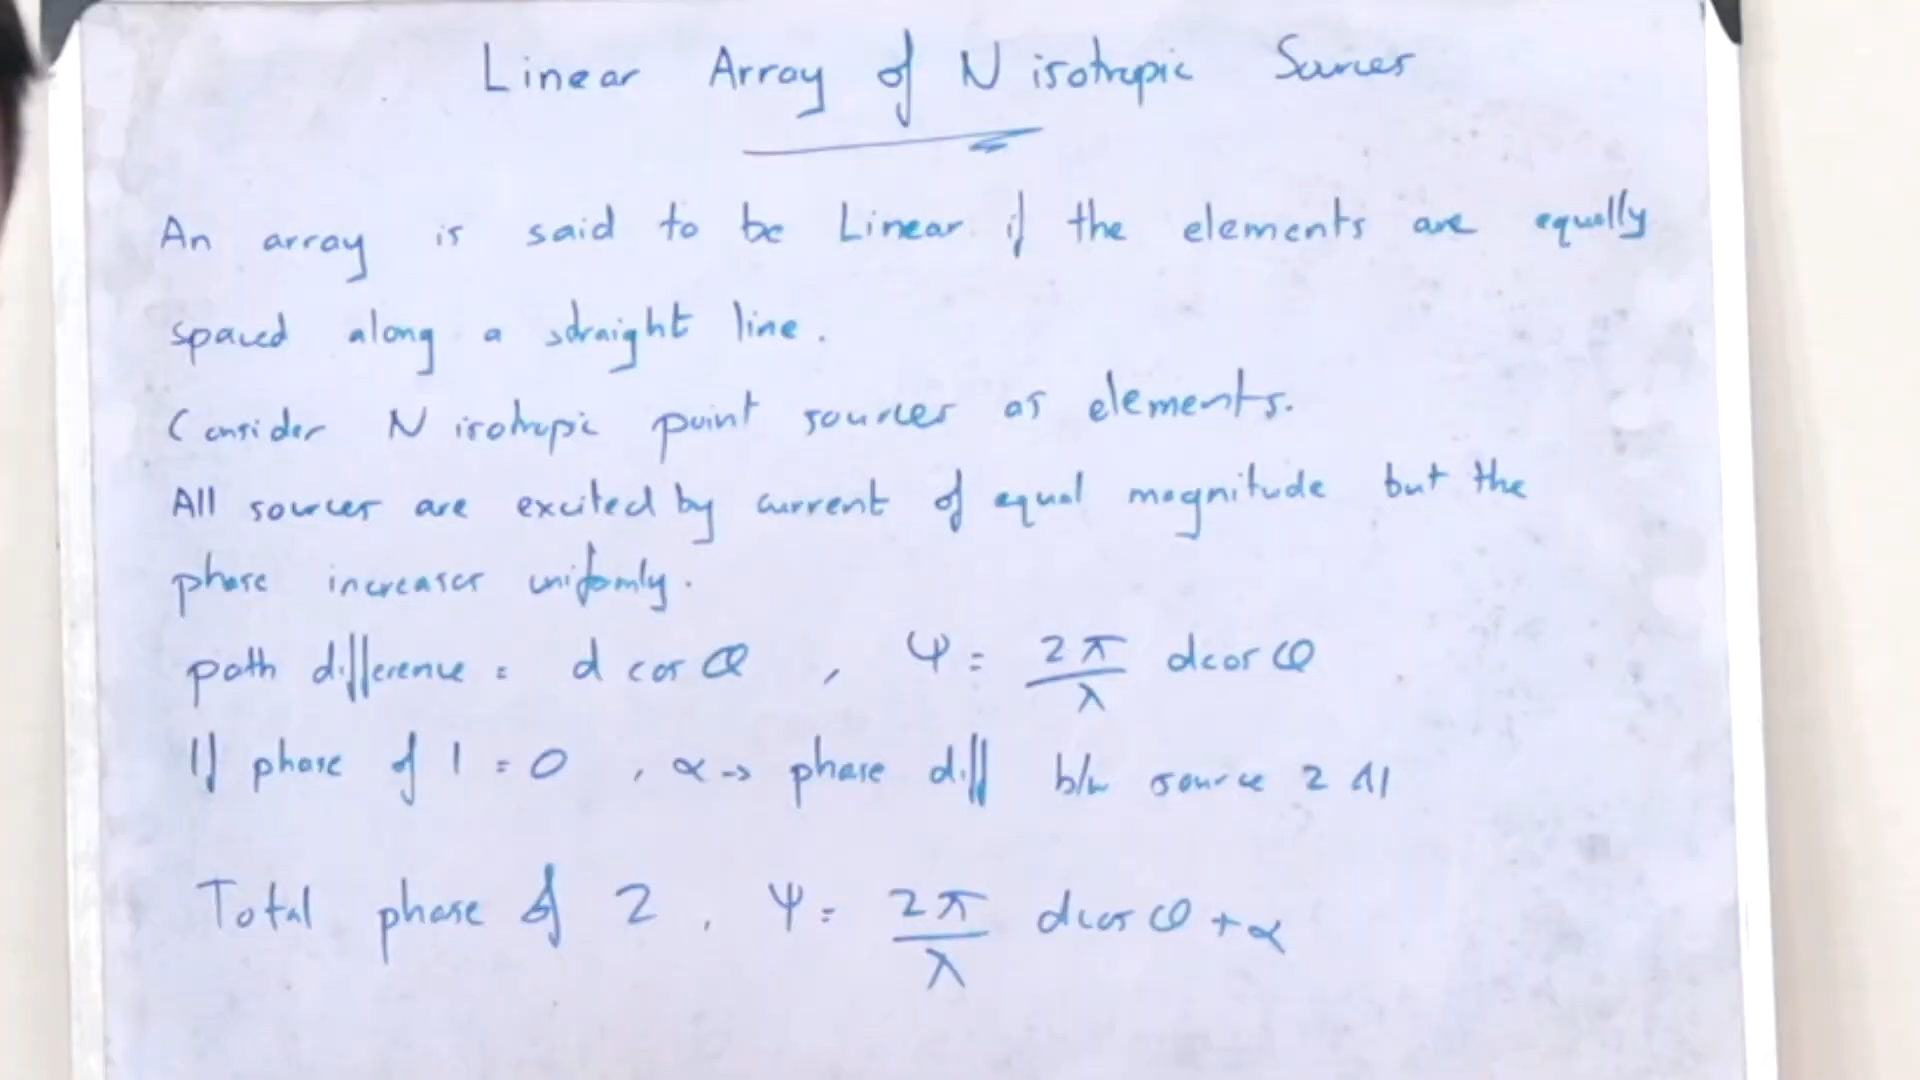 Linear Array of N isotropic Sources
An array is said to be Linear if the elements are equally
spaced along a straight line.
Consider N isotropic point sources as elements.
All sources are excited by current of equal magnitude but the
phase increases uniformly.
path difference = d cos φ , ψ = 2π/λ d cos φ
If phase of 1 = 0 , α -> phase diff b/w source 2 & 1
Total phase of 2 , ψ = 2π/λ d cos φ + α